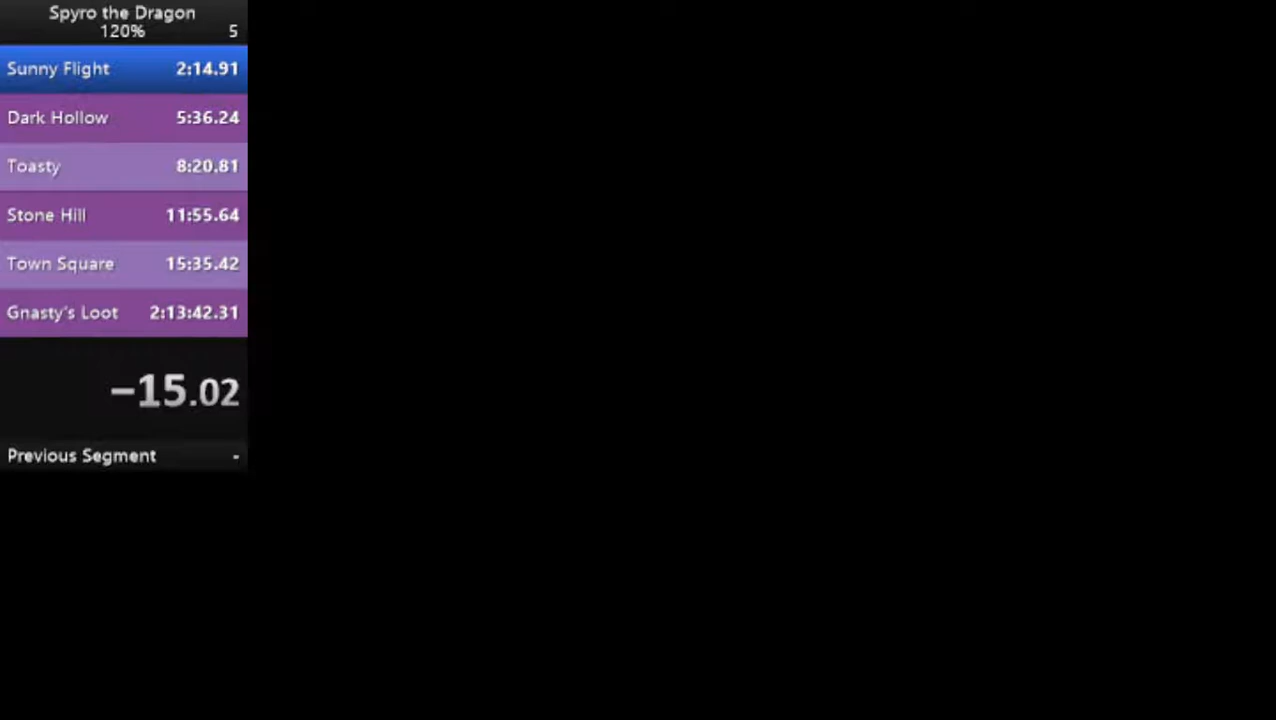 Spyro the Dragon
120% 5
Sunny Flight 2:14.91
Dark Hollow 5:36.24
Toasty 8:20.81
Stone Hill 11:55.64
Town Square 15:35.42
Gnasty's Loot 2:13:42.31
−15.02
Previous Segment -